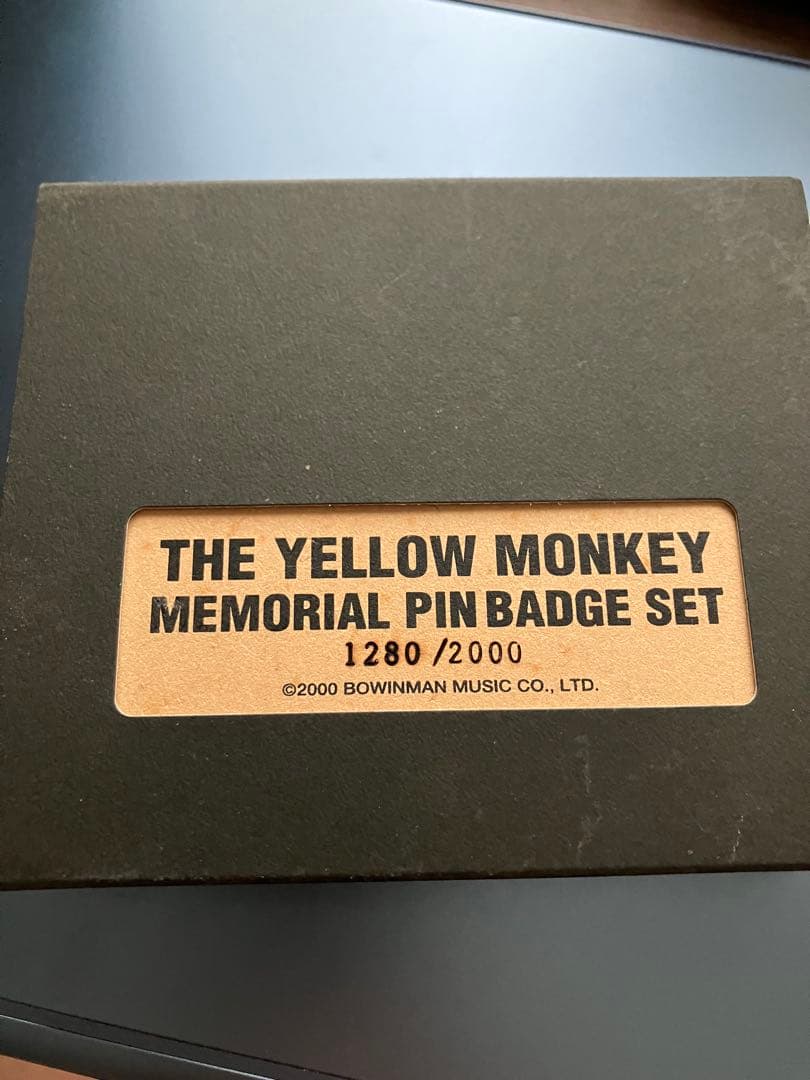 THE YELLOW MONKEY
MEMORIAL PIN BADGE SET
1280 /2000
©2000 BOWINMAN MUSIC CO., LTD.